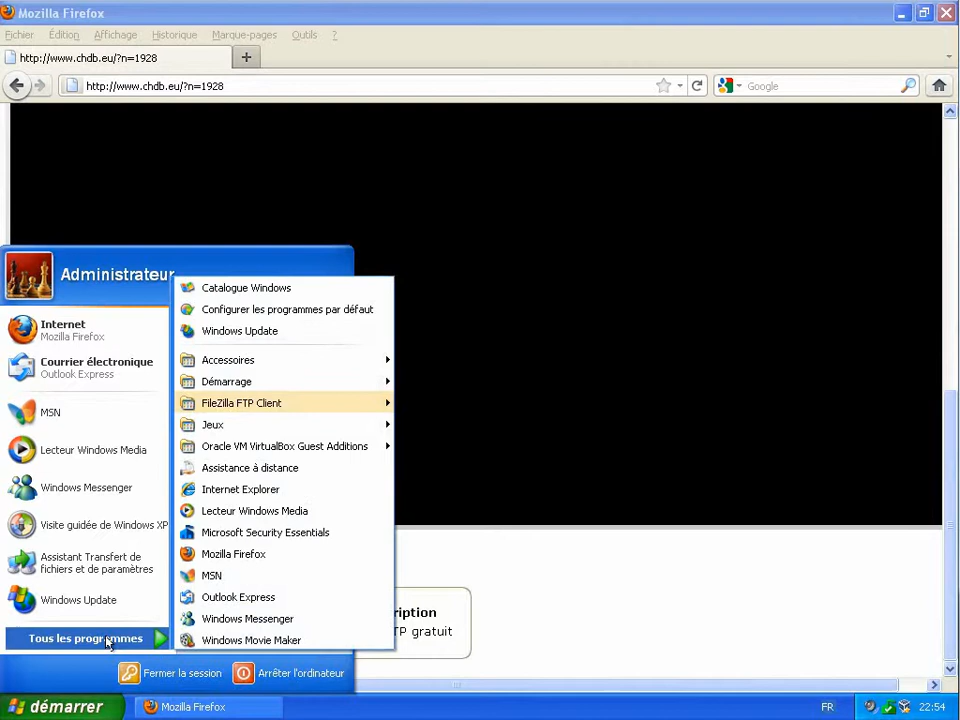 Mozilla Firefox
Fichier Édition Affichage Historique Marque-pages Outils ?
http://www.chdb.eu/?n=1928
http://www.chdb.eu/?n=1928 Google
Administrateur
Internet
Mozilla Firefox
Courrier électronique
Outlook Express
MSN
Lecteur Windows Media
Windows Messenger
Visite guidée de Windows XP
Assistant Transfert de
fichiers et de paramètres
Windows Update
Tous les programmes
Catalogue Windows
Configurer les programmes par défaut
Windows Update
Accessoires
Démarrage
FileZilla FTP Client
Jeux
Oracle VM VirtualBox Guest Additions
Assistance à distance
Internet Explorer
Lecteur Windows Media
Microsoft Security Essentials
Mozilla Firefox
MSN
Outlook Express
Windows Messenger
Windows Movie Maker
ription
TP gratuit
Fermer la session Arrêter l'ordinateur
démarrer Mozilla Firefox FR 22:54